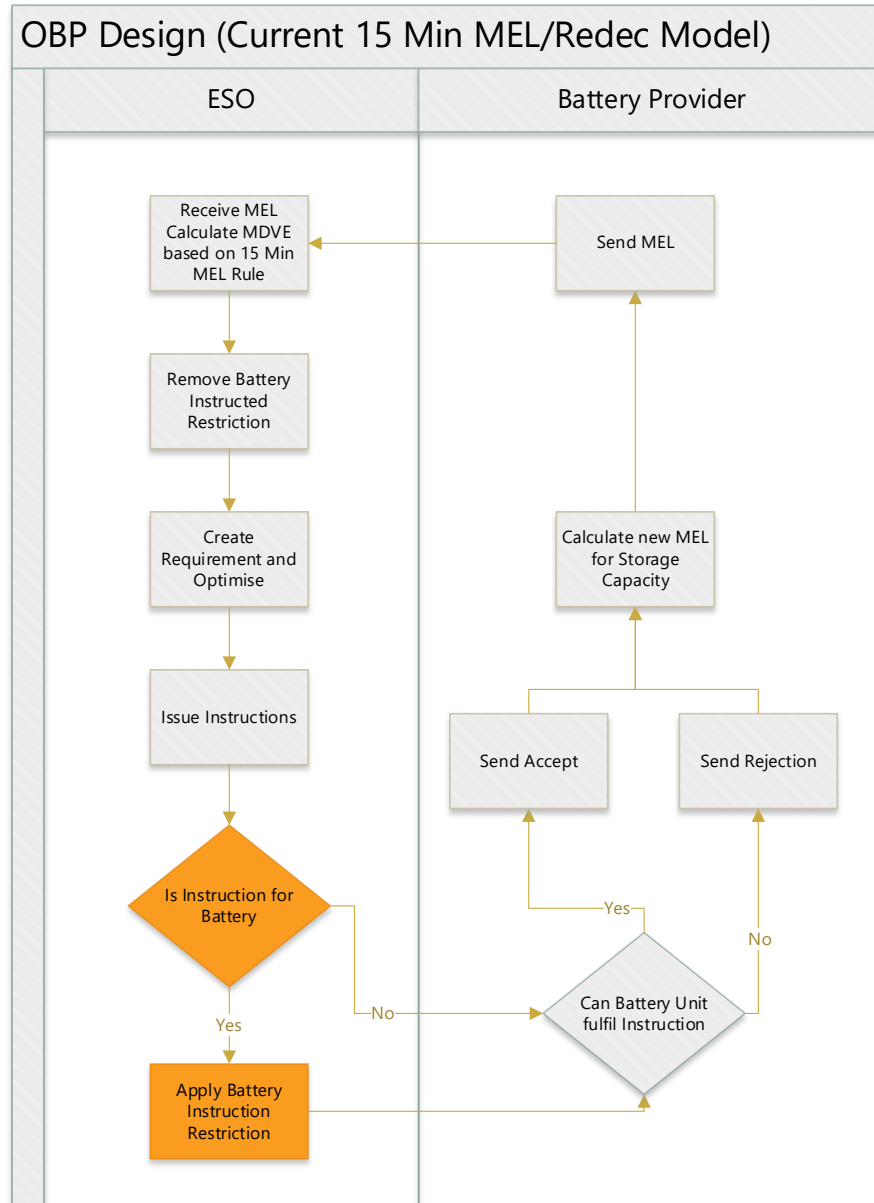 OBP Design (Current 15 Min MEL/Redec Model)
ESO
Battery Provider
Receive MEL
Calculate MDVE
based on 15 Min
MEL Rule
Send MEL
Remove Battery
Instructed
Restriction
Create
Requirement and
Optimise
Calculate new MEL
for Storage
Capacity
Issue Instructions
Send Accept
Send Rejection
Is Instruction for
Battery
Yes
No
Can Battery Unit
fulfil Instruction
No
Yes
Apply Battery
Instruction
Restriction